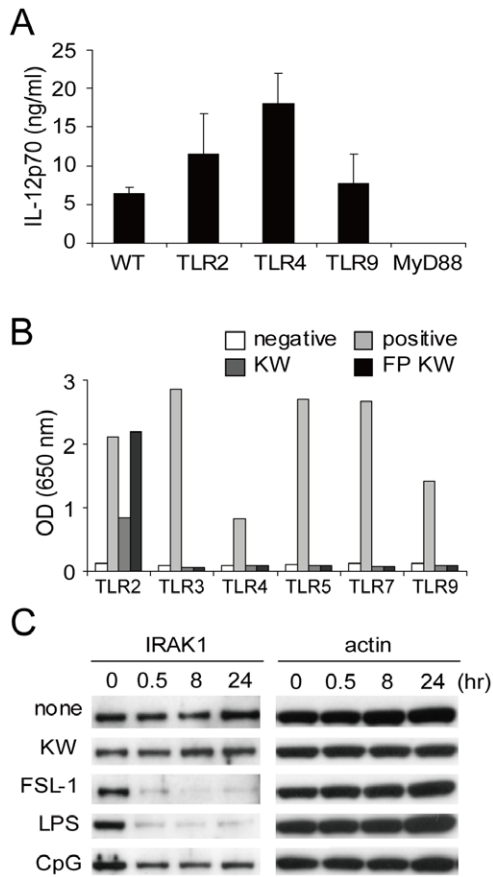 A
IL-12p70 (ng/ml)
25
20
15
10
5
0
WT TLR2 TLR4 TLR9 MyD88
B
negative positive
KW FP KW
OD (650 nm)
3
2
1
0
TLR2 TLR3 TLR4 TLR5 TLR7 TLR9
C
IRAK1 actin
0 0.5 8 24 0 0.5 8 24 (hr)
none
KW
FSL-1
LPS
CpG